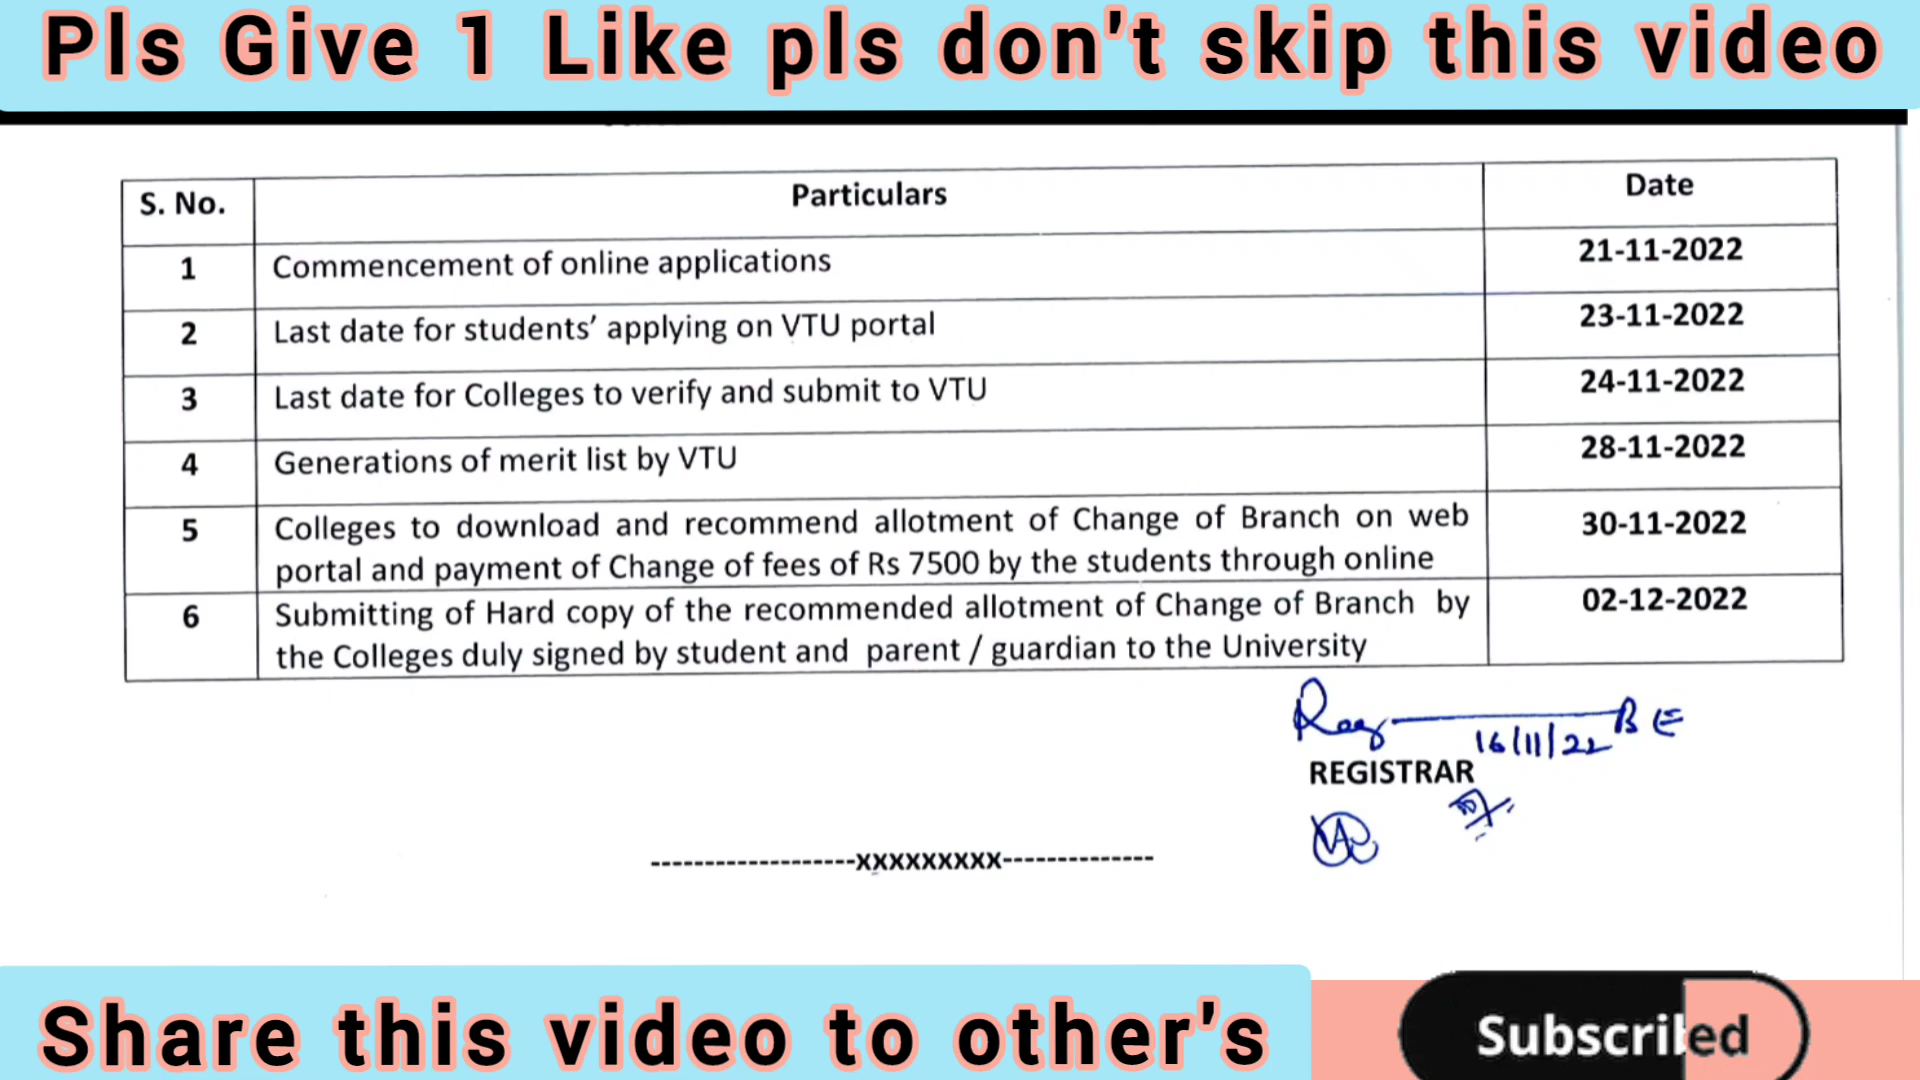 Pls Give 1 Like pls don't skip this video
S. No. Particulars Date
1 Commencement of online applications 21-11-2022
2 Last date for students’ applying on VTU portal 23-11-2022
3 Last date for Colleges to verify and submit to VTU 24-11-2022
4 Generations of merit list by VTU 28-11-2022
5 Colleges to download and recommend allotment of Change of Branch on web 30-11-2022
portal and payment of Change of fees of Rs 7500 by the students through online
6 Submitting of Hard copy of the recommended allotment of Change of Branch by 02-12-2022
the Colleges duly signed by student and parent / guardian to the University
16/11/22
REGISTRAR
-------------------xxxxxxxxx--------------
Share this video to other's
Subscribed